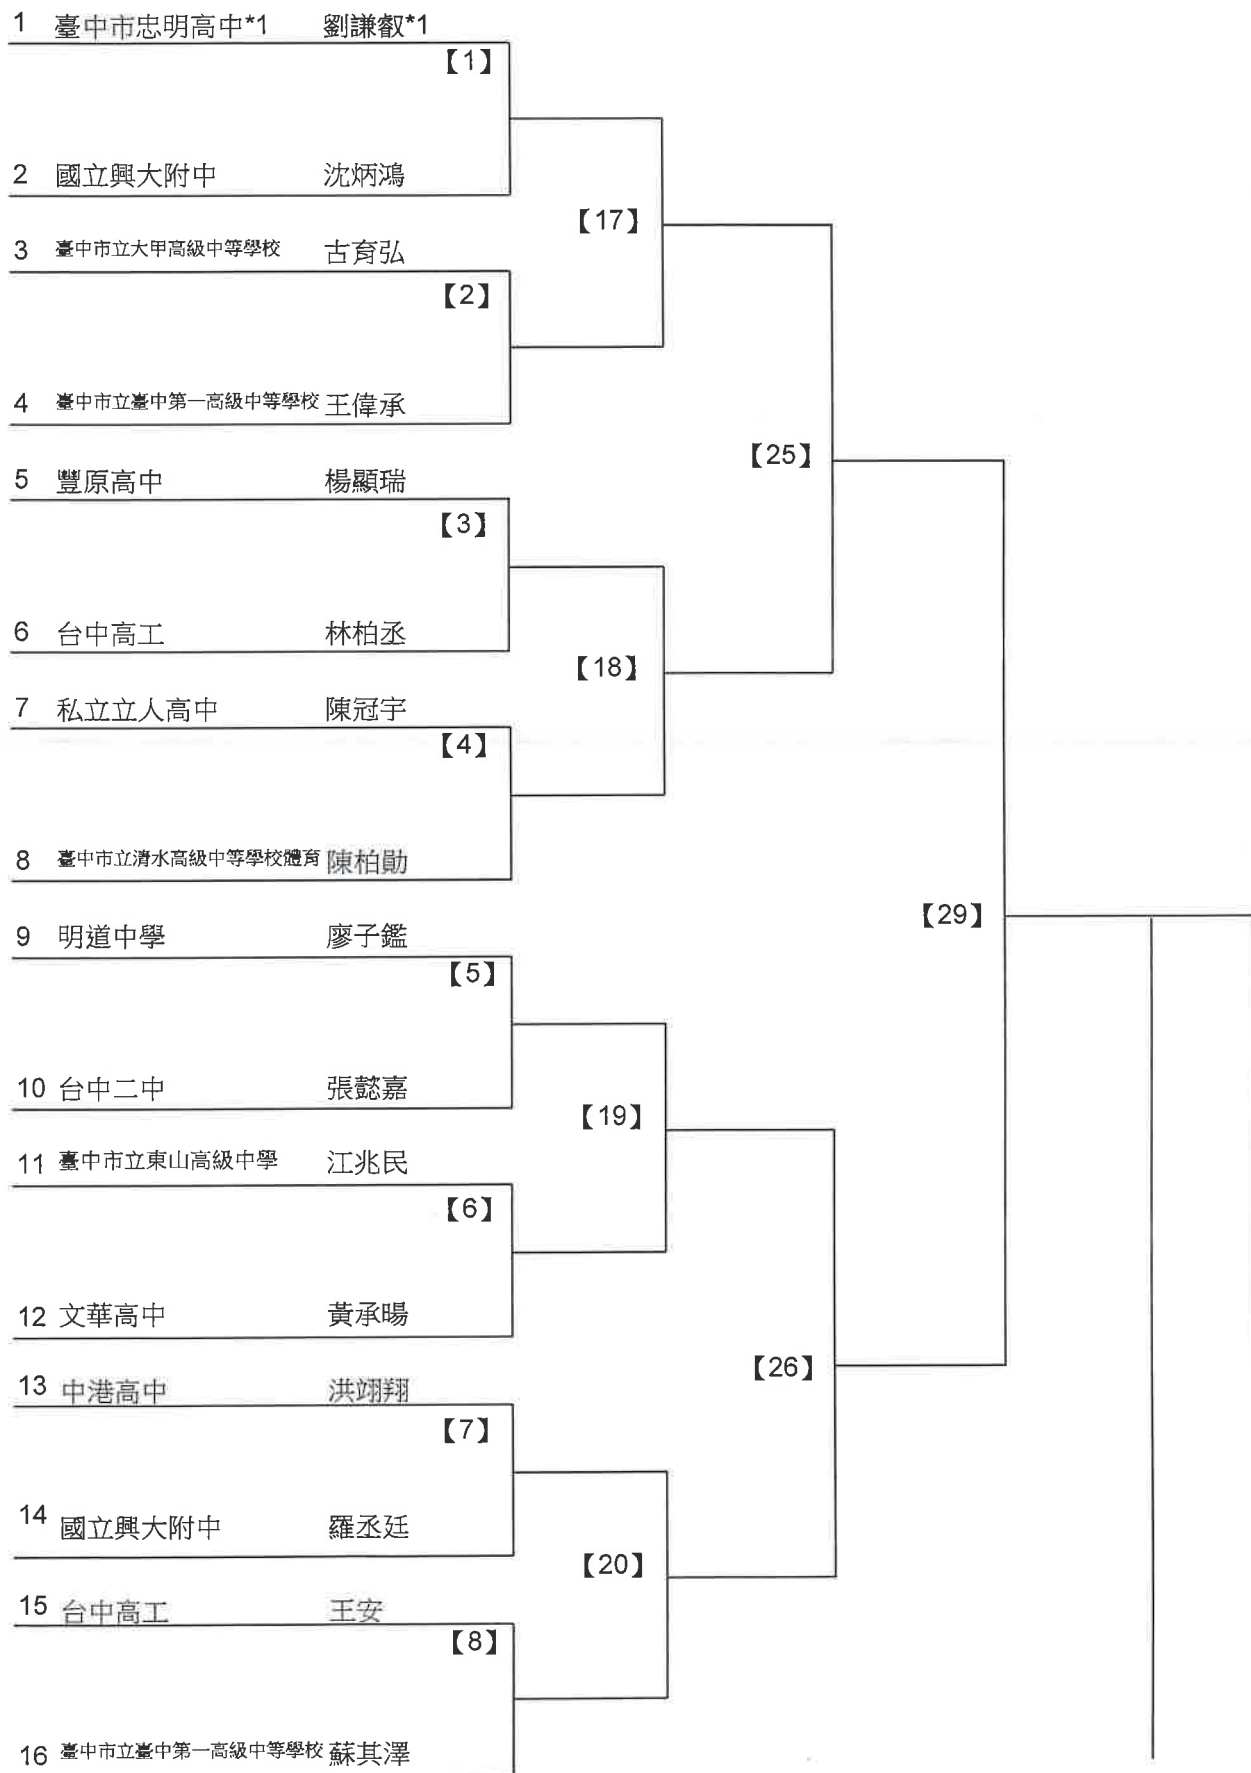 1 臺中市忠明高中*1 劉謙叡*1
【1】
2 國立興大附中 沈炳鴻
【17】
3 臺中市立大甲高級中等學校 古育弘
【2】
4 臺中市立臺中第一高級中等學校 王偉承
【25】
5 豐原高中 楊顯瑞
【3】
6 台中高工 林柏丞
【18】
7 私立立人高中 陳冠宇
【4】
8 臺中市立清水高級中等學校體育 陳柏勛
【29】
9 明道中學 廖子鑑
【5】
10 台中二中 張懿嘉
【19】
11 臺中市立東山高級中學 江兆民
【6】
12 文華高中 黃承暘
【26】
13 中港高中 洪翊翔
【7】
14 國立興大附中 羅丞廷
【20】
15 台中高工 王安
【8】
16 臺中市立臺中第一高級中等學校 蘇其澤